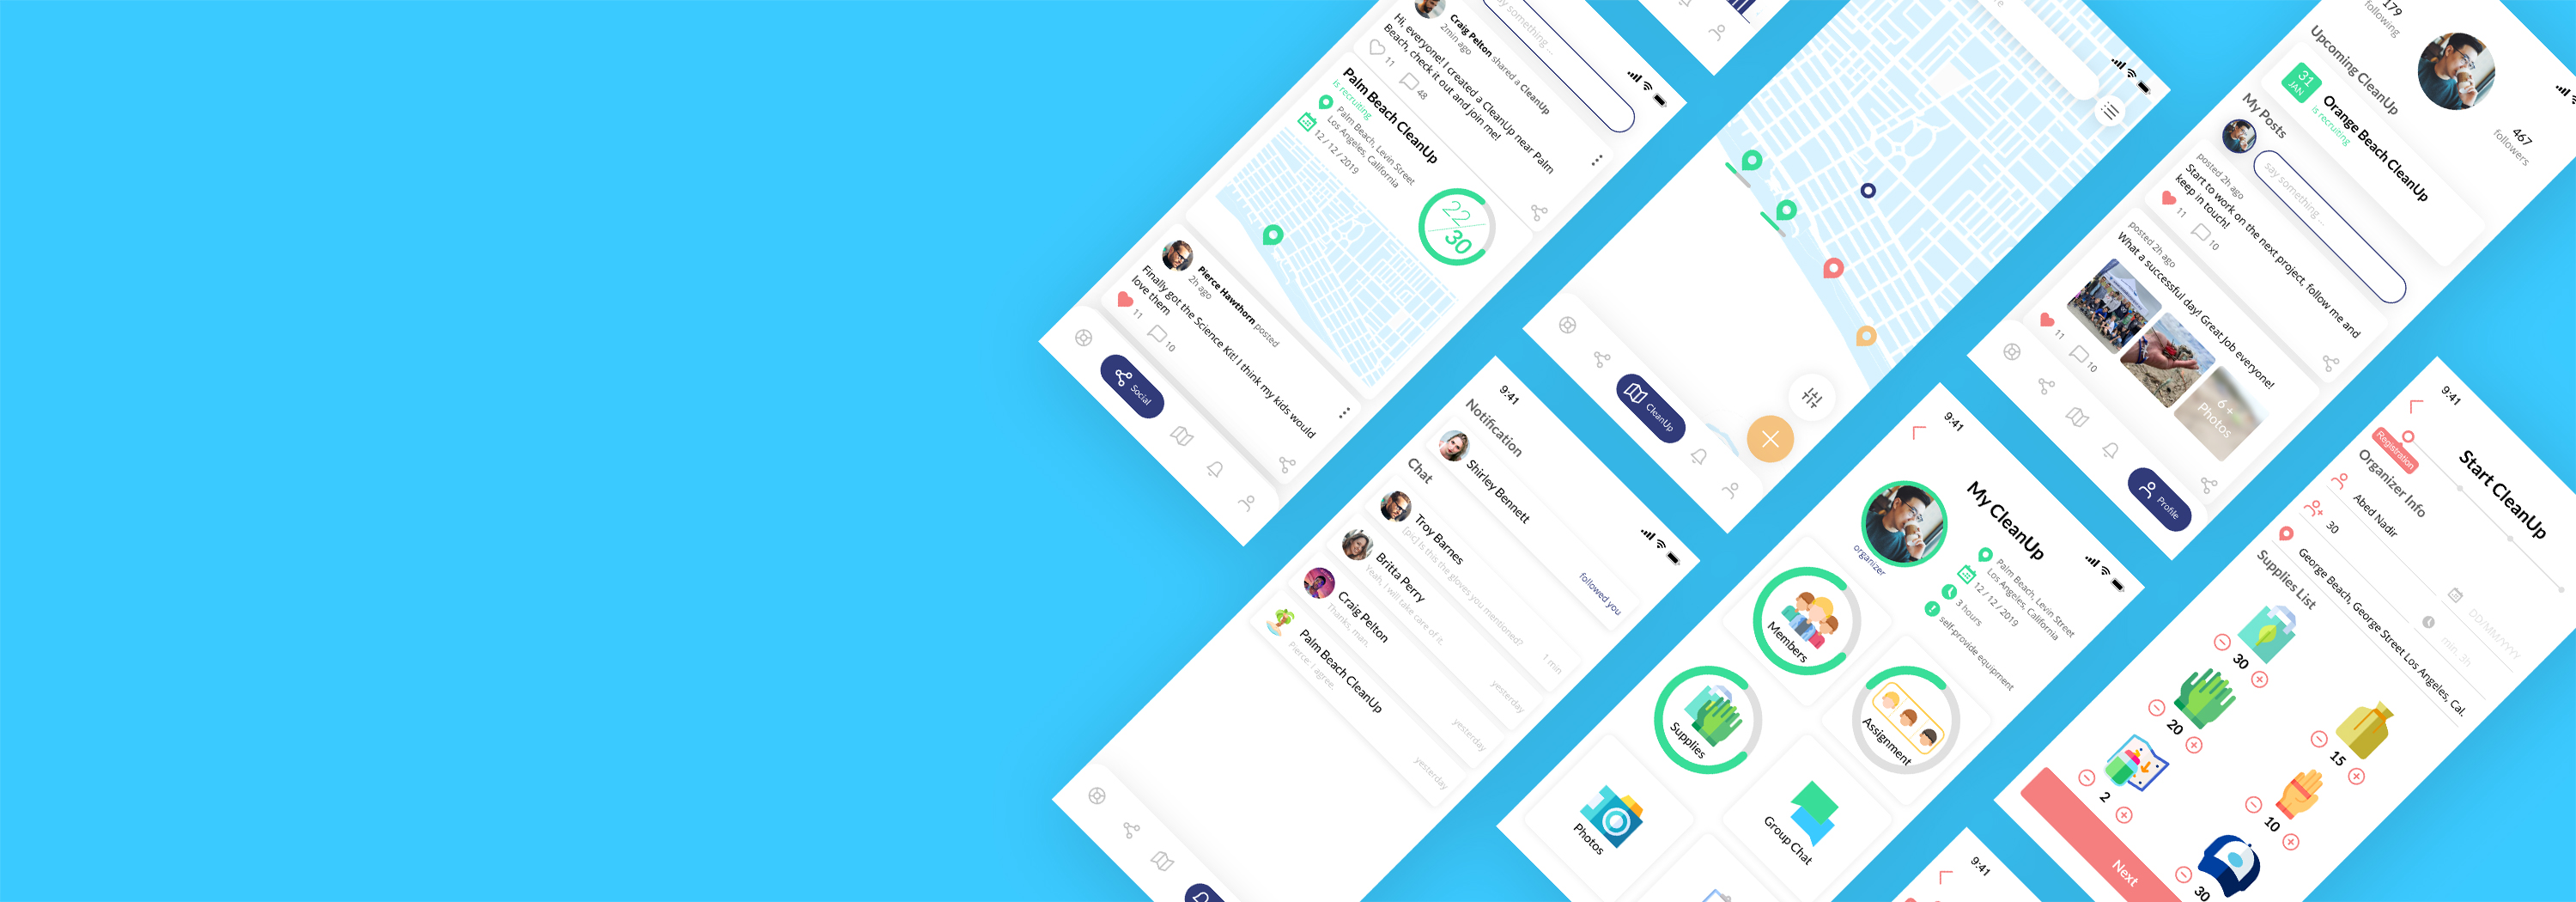 say something ...
Craig Pelton shared a CleanUp
2min ago
Hi, everyone! I created a CleanUp near Palm
Beach, check it out and join me!
11
48
Palm Beach CleanUp
is recruiting
Palm Beach, Levin Street
Los Angeles, California
12 / 12 / 2019
22
30
Pierce Hawthorn posted
2h ago
Finally got the Science Kit! I think my kids would
love them
11
10
Social
CleanUp
179
following
467
followers
Upcoming CleanUp
31
JAN
Orange Beach CleanUp
is recruiting
My Posts
say something ...
posted 2h ago
Start to work on the next project, follow me and
keep in touch!
11
10
posted 2h ago
What a successful day! Great job everyone!
6 +
Photos
11
10
Profile
9:41
Notification
Shirley Bennett
followed you
Chat
Troy Barnes
[pic] Is this the gloves you mentioned?
1 min
Britta Perry
Yeah, I will take care of it.
yesterday
Craig Pelton
Thanks, man.
yesterday
Palm Beach CleanUp
Pierce: I agree.
yesterday
9:41
My CleanUp
organizer
Palm Beach, Levin Street
Los Angeles, California
12 / 12 / 2019
3 hours
self-provide equipment
Members
Supplies
Assignment
Photos
Group Chat
9:41
Start CleanUp
Registration
Organizer Info
Abed Nadir
30
DD/MM/YYYY
George Beach, George Street Los Angeles, Cal.
min. 3h
Supplies List
30
20
15
2
10
30
Next
9:41